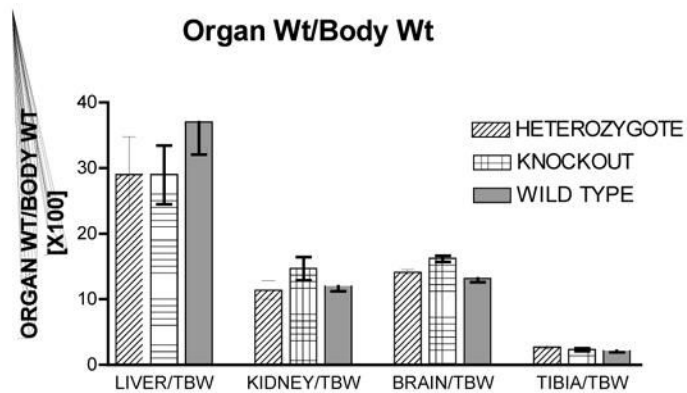 Organ Wt/Body Wt
ORGAN WT/BODY WT
[X100]
40
30
20
10
0
HETEROZYGOTE
KNOCKOUT
WILD TYPE
LIVER/TBW KIDNEY/TBW BRAIN/TBW TIBIA/TBW